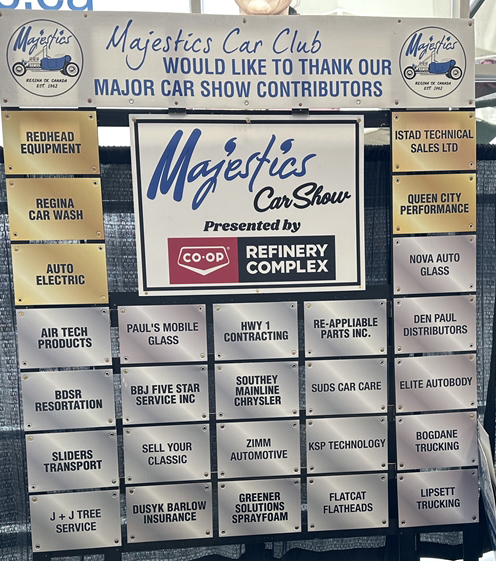 Majestics
REGINA SK CANADA
EST. 1962
Majestics Car Club
WOULD LIKE TO THANK OUR
MAJOR CAR SHOW CONTRIBUTORS
Majestics
REGINA SK CANADA
EST. 1962
REDHEAD
EQUIPMENT
REGINA
CAR WASH
AUTO
ELECTRIC
Majestics
Car Show
Presented by
CO-OP
REFINERY
COMPLEX
ISTAD TECHNICAL
SALES LTD
QUEEN CITY
PERFORMANCE
NOVA AUTO
GLASS
AIR TECH
PRODUCTS
PAUL'S MOBILE
GLASS
HWY 1
CONTRACTING
RE-APPLIABLE
PARTS INC.
DEN PAUL
DISTRIBUTORS
BDSR
RESORTATION
BBJ FIVE STAR
SERVICE INC
SOUTHEY
MAINLINE
CHRYSLER
SUDS CAR CARE
ELITE AUTOBODY
SLIDERS
TRANSPORT
SELL YOUR
CLASSIC
ZIMM
AUTOMOTIVE
KSP TECHNOLOGY
BOGDANE
TRUCKING
J + J TREE
SERVICE
DUSYK BARLOW
INSURANCE
GREENER
SOLUTIONS
SPRAYFOAM
FLATCAT
FLATHEADS
LIPSETT
TRUCKING